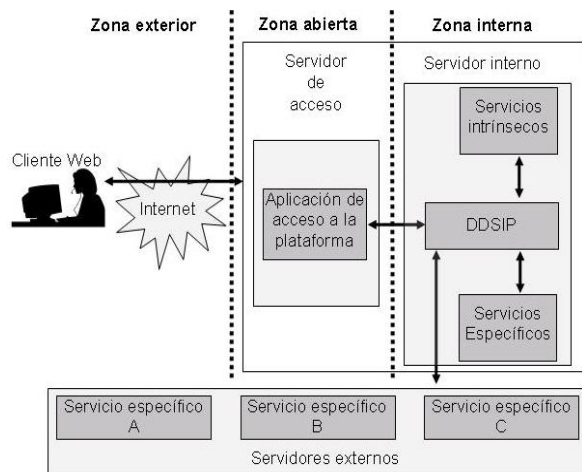 Zona exterior
Zona abierta
Zona interna
Servidor
de
acceso
Servidor interno
Servicios
intrínsecos
Cliente Web
Internet
Aplicación de
acceso a la
plataforma
DDSIP
Servicios
Específicos
Servicio específico
A
Servicio específico
B
Servicio específico
C
Servidores externos